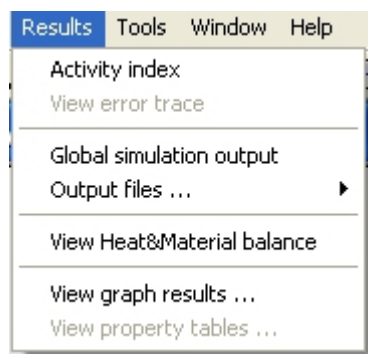 Results Tools Window Help
Activity index
View error trace
Global simulation output
Output files ...
View Heat&Material balance
View graph results ...
View property tables ...